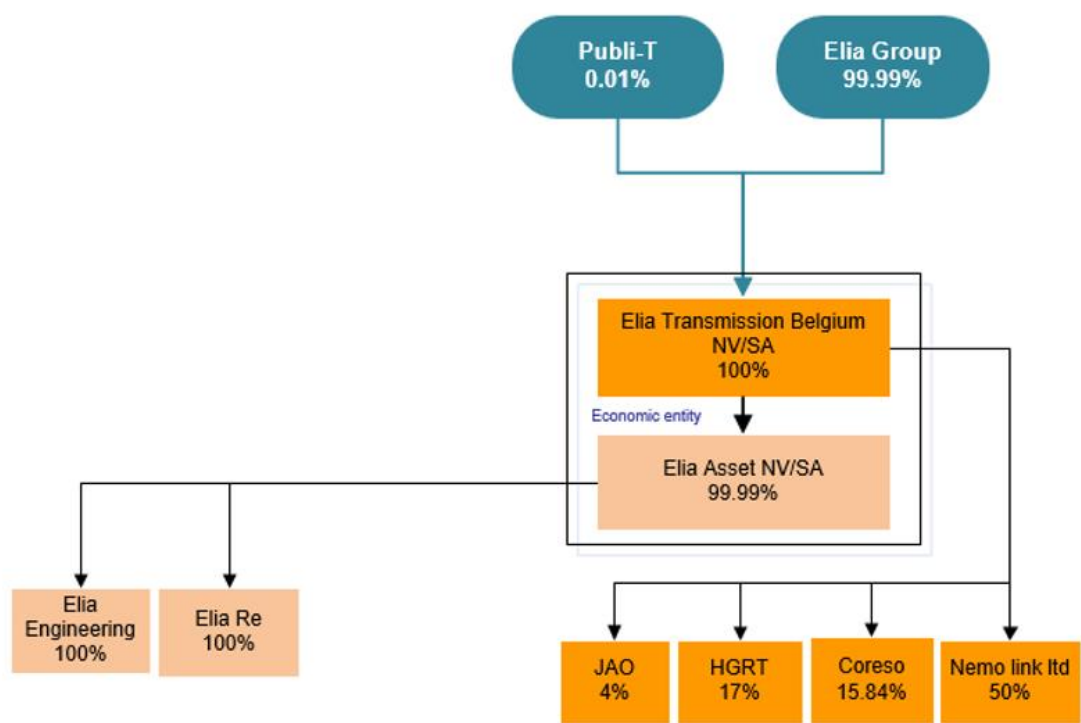 Publi-T
0.01%
Elia Group
99.99%
Elia Transmission Belgium
NV/SA
100%
Economic entity
Elia Asset NV/SA
99.99%
Elia
Engineering
100%
Elia Re
100%
JAO
4%
HGRT
17%
Coreso
15.84%
Nemo link ltd
50%